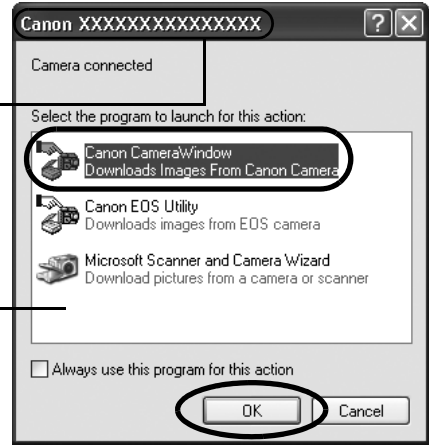 Canon XXXXXXXXXXXXXXX
Camera connected
Select the program to launch for this action:
Canon CameraWindow
Downloads Images From Canon Camera
Canon EOS Utility
Downloads images from EOS camera
Microsoft Scanner and Camera Wizard
Download pictures from a camera or scanner
Always use this program for this action
OK Cancel